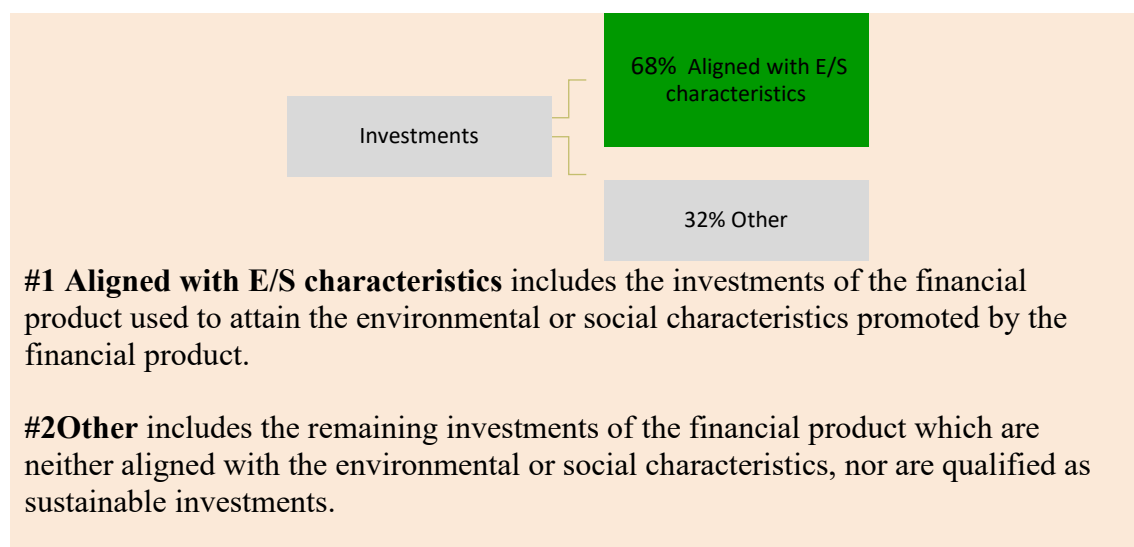 68% Aligned with E/S
characteristics
Investments
32% Other
#1 Aligned with E/S characteristics includes the investments of the financial
product used to attain the environmental or social characteristics promoted by the
financial product.
#2Other includes the remaining investments of the financial product which are
neither aligned with the environmental or social characteristics, nor are qualified as
sustainable investments.